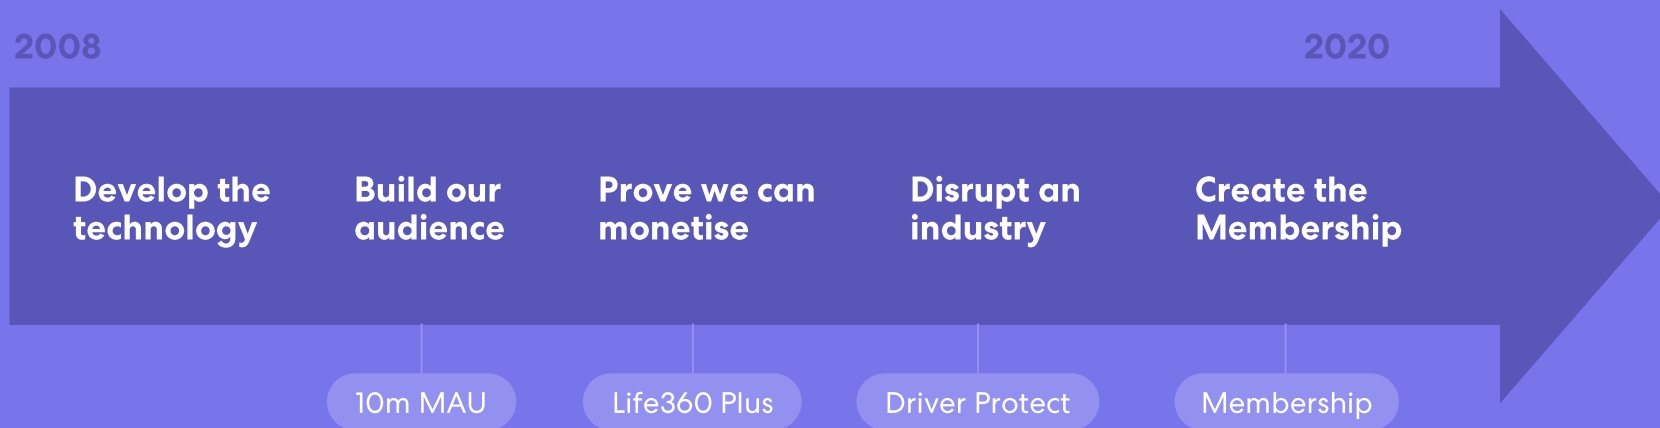 2008
2020
Develop the
technology
Build our
audience
Prove we can
monetise
Disrupt an
industry
Create the
Membership
10m MAU
Life360 Plus
Driver Protect
Membership